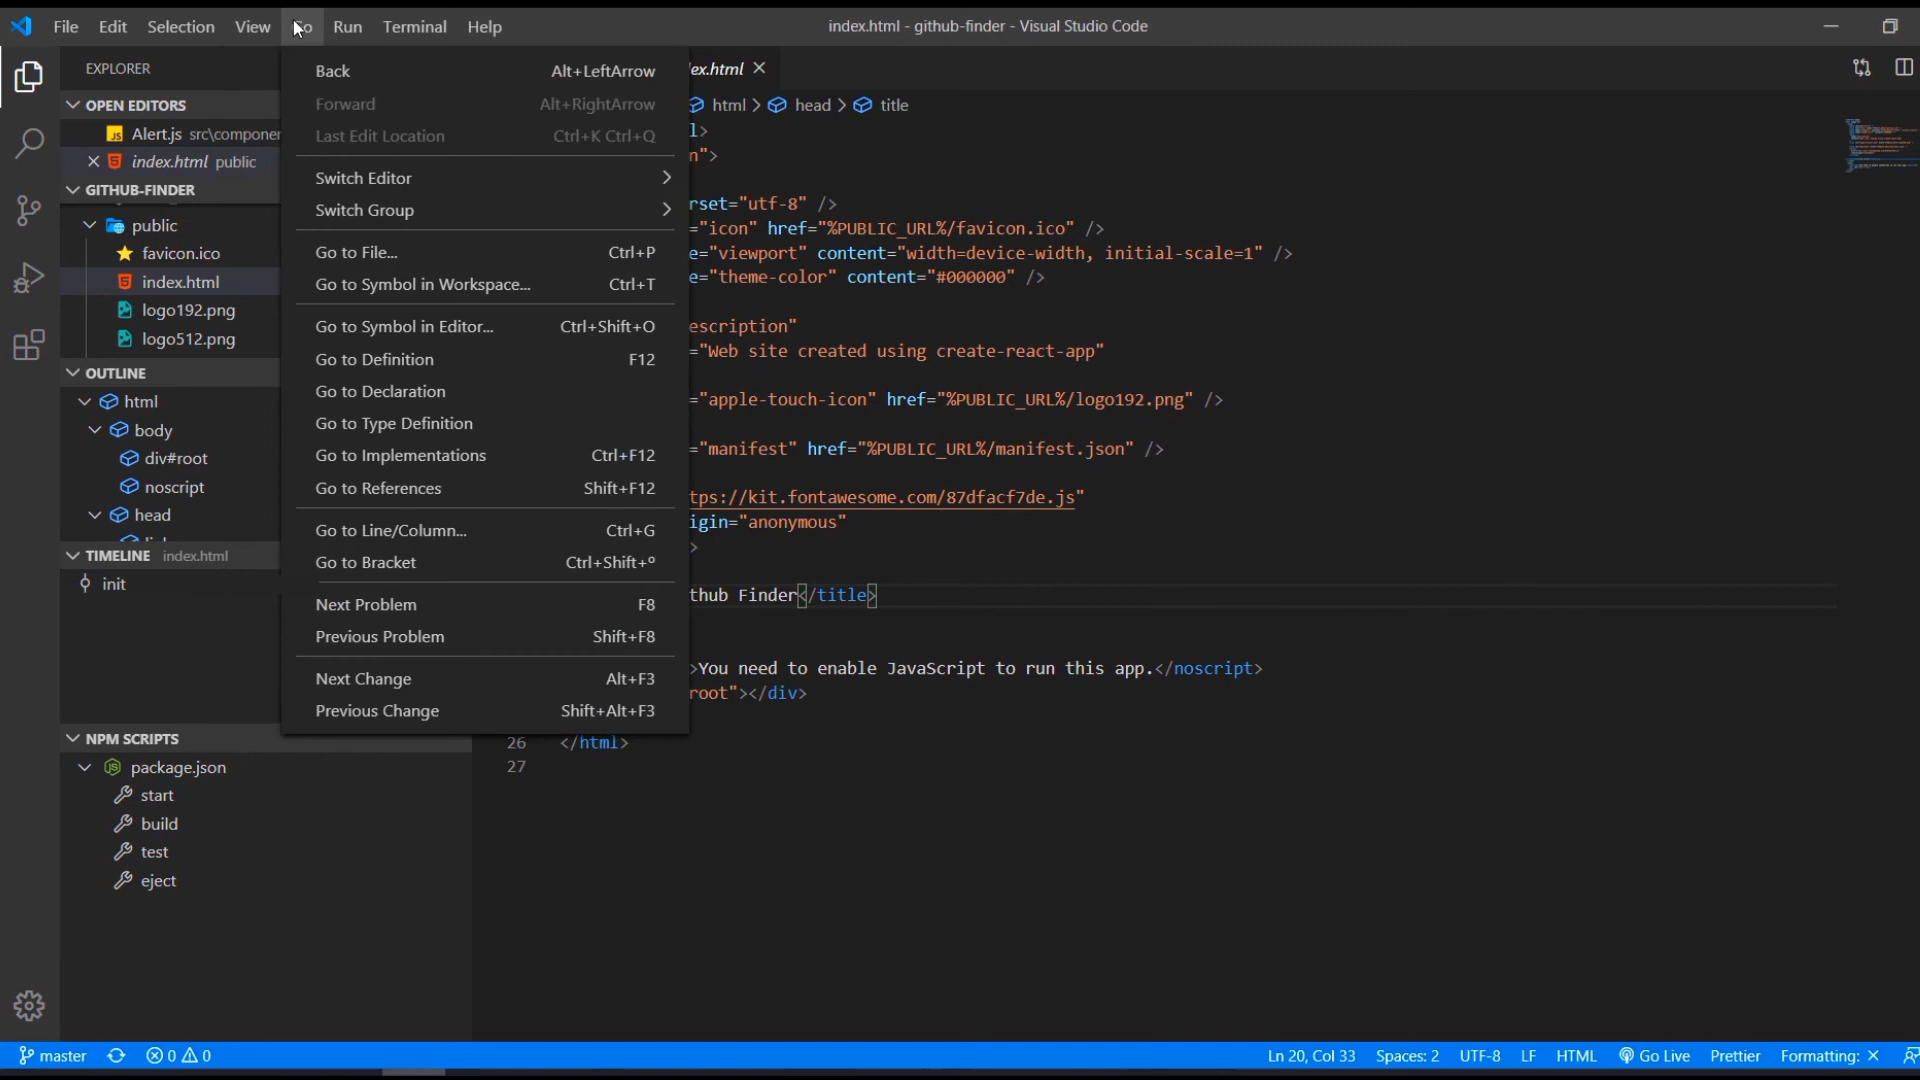 File Edit Selection View Go Run Terminal Help
index.html - github-finder - Visual Studio Code
EXPLORER
OPEN EDITORS
Alert.js src\componen
index.html public
GITHUB-FINDER
public
favicon.ico
index.html
logo192.png
logo512.png
OUTLINE
html
body
div#root
noscript
head
TIMELINE index.html
init
NPM SCRIPTS
package.json
start
build
test
eject
Back Alt+LeftArrow
Forward Alt+RightArrow
Last Edit Location Ctrl+K Ctrl+Q
Switch Editor
Switch Group
Go to File... Ctrl+P
Go to Symbol in Workspace... Ctrl+T
Go to Symbol in Editor... Ctrl+Shift+O
Go to Definition F12
Go to Declaration
Go to Type Definition
Go to Implementations Ctrl+F12
Go to References Shift+F12
Go to Line/Column... Ctrl+G
Go to Bracket Ctrl+Shift+º
Next Problem F8
Previous Problem Shift+F8
Next Change Alt+F3
Previous Change Shift+Alt+F3
ex.html
html > head > title
l>
n">
rset="utf-8" />
="icon" href="%PUBLIC_URL%/favicon.ico" />
e="viewport" content="width=device-width, initial-scale=1" />
e="theme-color" content="#000000" />
escription"
="Web site created using create-react-app"
="apple-touch-icon" href="%PUBLIC_URL%/logo192.png" />
="manifest" href="%PUBLIC_URL%/manifest.json" />
tps://kit.fontawesome.com/87dfacf7de.js"
igin="anonymous"
>
thub Finder</title>
>You need to enable JavaScript to run this app.</noscript>
root"></div>
26 </html>
27
master 0 0 Ln 20, Col 33 Spaces: 2 UTF-8 LF HTML Go Live Prettier Formatting: ×